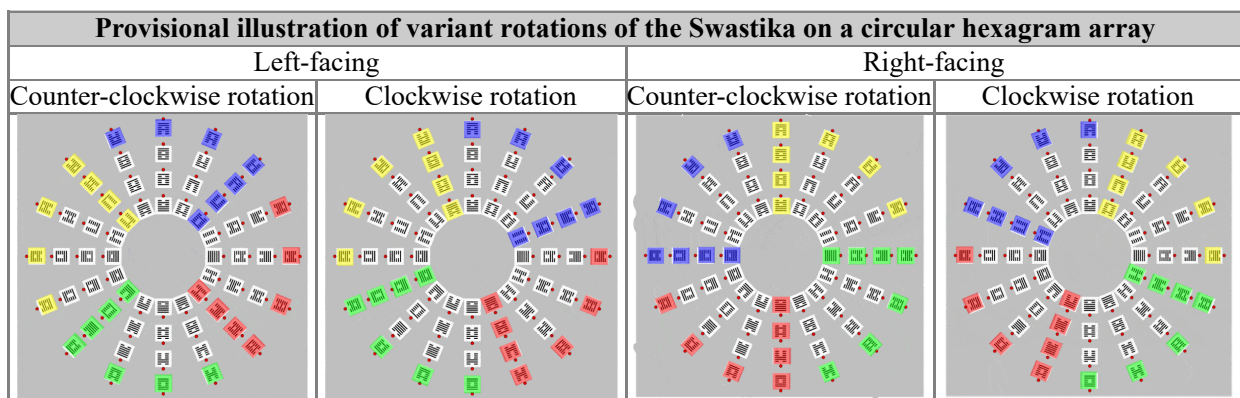 Provisional illustration of variant rotations of the Swastika on a circular hexagram array
Left-facing Right-facing
Counter-clockwise rotation Clockwise rotation Counter-clockwise rotation Clockwise rotation